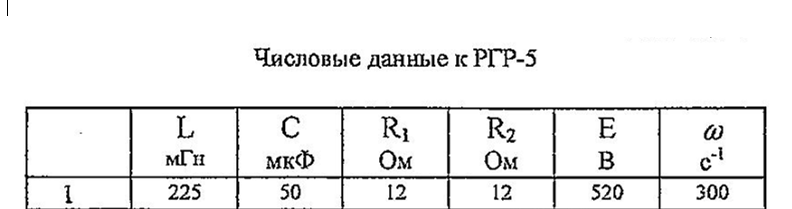 Числовые данные к РГР-5
L C R₁ R₂ E ω
мГн мкФ Ом Ом В с⁻¹
1 225 50 12 12 520 300